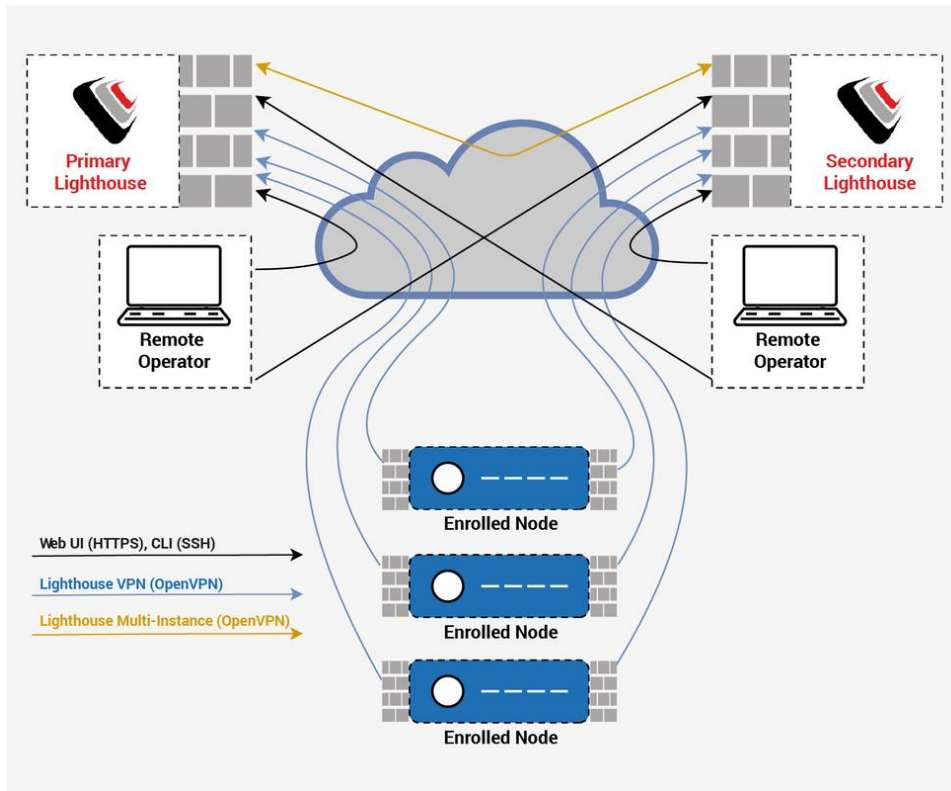 Primary
Lighthouse
Secondary
Lighthouse
Remote
Operator
Remote
Operator
Enrolled Node
Web UI (HTTPS), CLI (SSH)
Lighthouse VPN (OpenVPN)
Enrolled Node
Lighthouse Multi-Instance (OpenVPN)
Enrolled Node